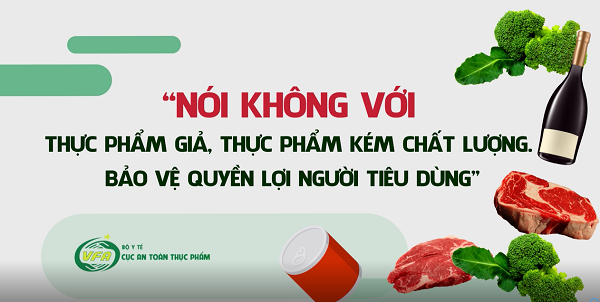 “NÓI KHÔNG VỚI
THỰC PHẨM GIẢ, THỰC PHẨM KÉM CHẤT LƯỢNG.
BẢO VỆ QUYỀN LỢI NGƯỜI TIÊU DÙNG”
VFA
BỘ Y TẾ
CỤC AN TOÀN THỰC PHẨM